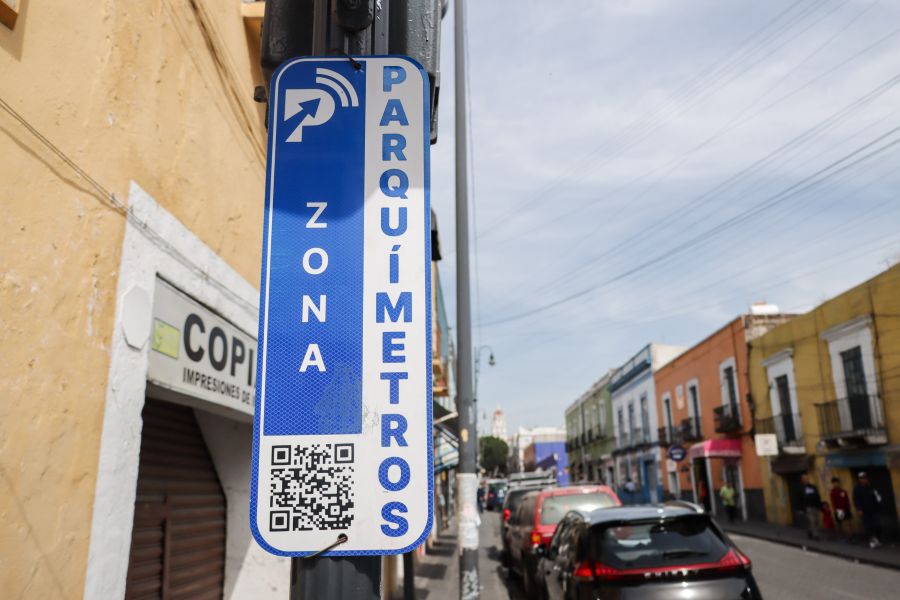 ZONA
PARQUÍMETROS
COPI
IMPRESIONES DE